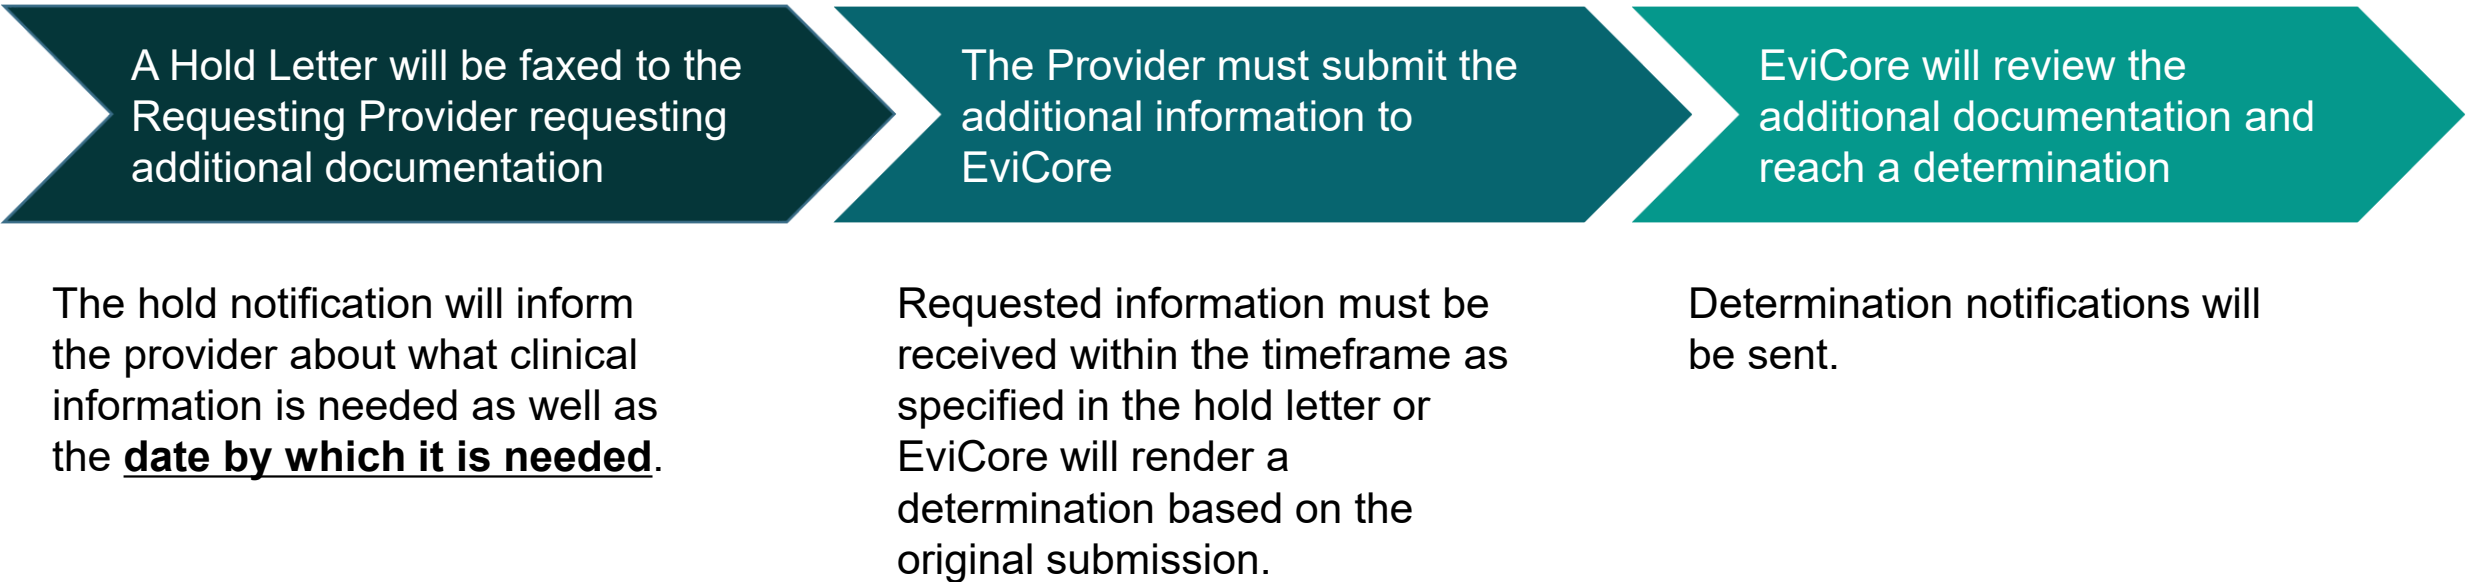 A Hold Letter will be faxed to the
Requesting Provider requesting
additional documentation
The hold notification will inform
the provider about what clinical
information is needed as well as
the date by which it is needed.
The Provider must submit the
additional information to
EviCore
Requested information must be
received within the timeframe as
specified in the hold letter or
EviCore will render a
determination based on the
original submission.
EviCore will review the
additional documentation and
reach a determination
Determination notifications will
be sent.